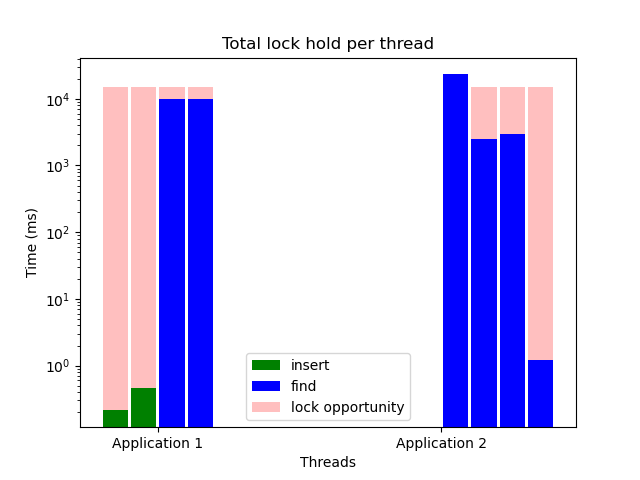 Total lock hold per thread
Time (ms)
10^4
10^3
10^2
10^1
10^0
insert
find
lock opportunity
Application 1
Application 2
Threads